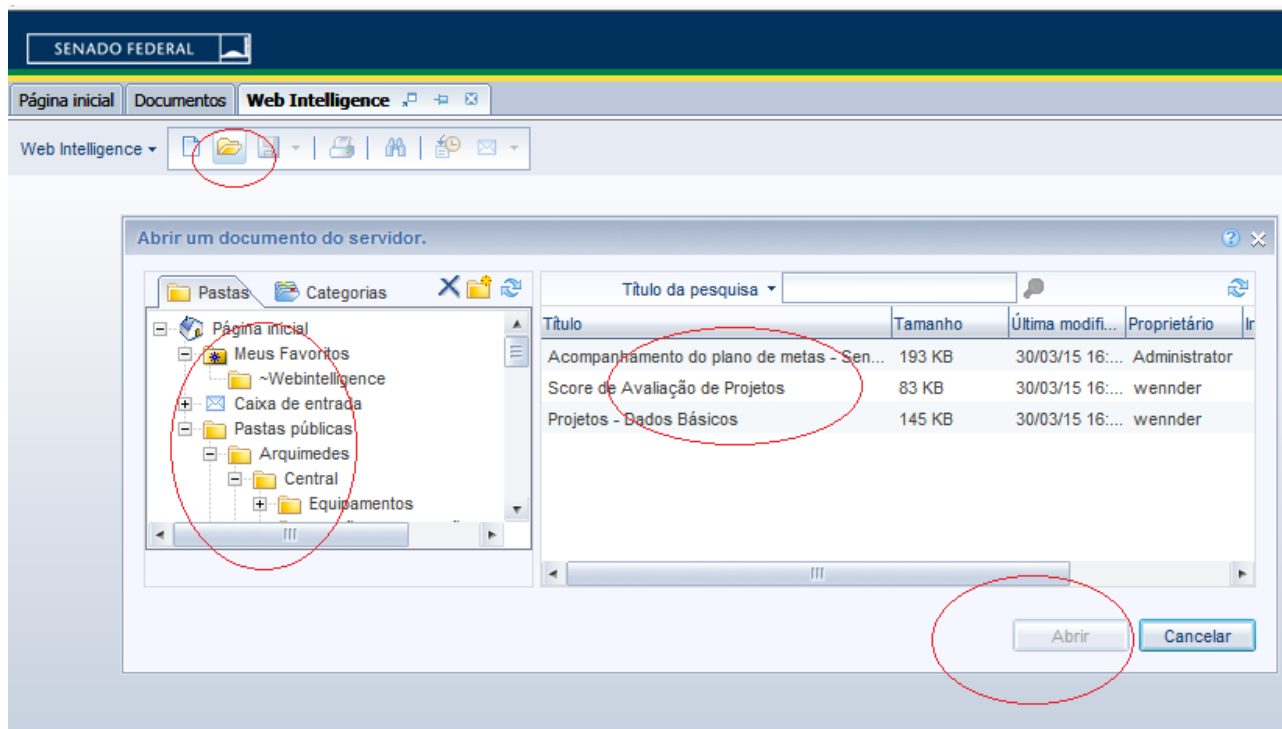 SENADO FEDERAL
Página inicial Documentos Web Intelligence
Web Intelligence
Abrir um documento do servidor.
Pastas Categorias
Título da pesquisa
Página inicial
Meus Favoritos
~Webintelligence
Caixa de entrada
Pastas públicas
Arquimedes
Central
Equipamentos
Título Tamanho Última modifi... Proprietário In
Acompanhamento do plano de metas - Sen... 193 KB 30/03/15 16:... Administrator
Score de Avaliação de Projetos 83 KB 30/03/15 16:... wennder
Projetos - Dados Básicos 145 KB 30/03/15 16:... wennder
Abrir Cancelar